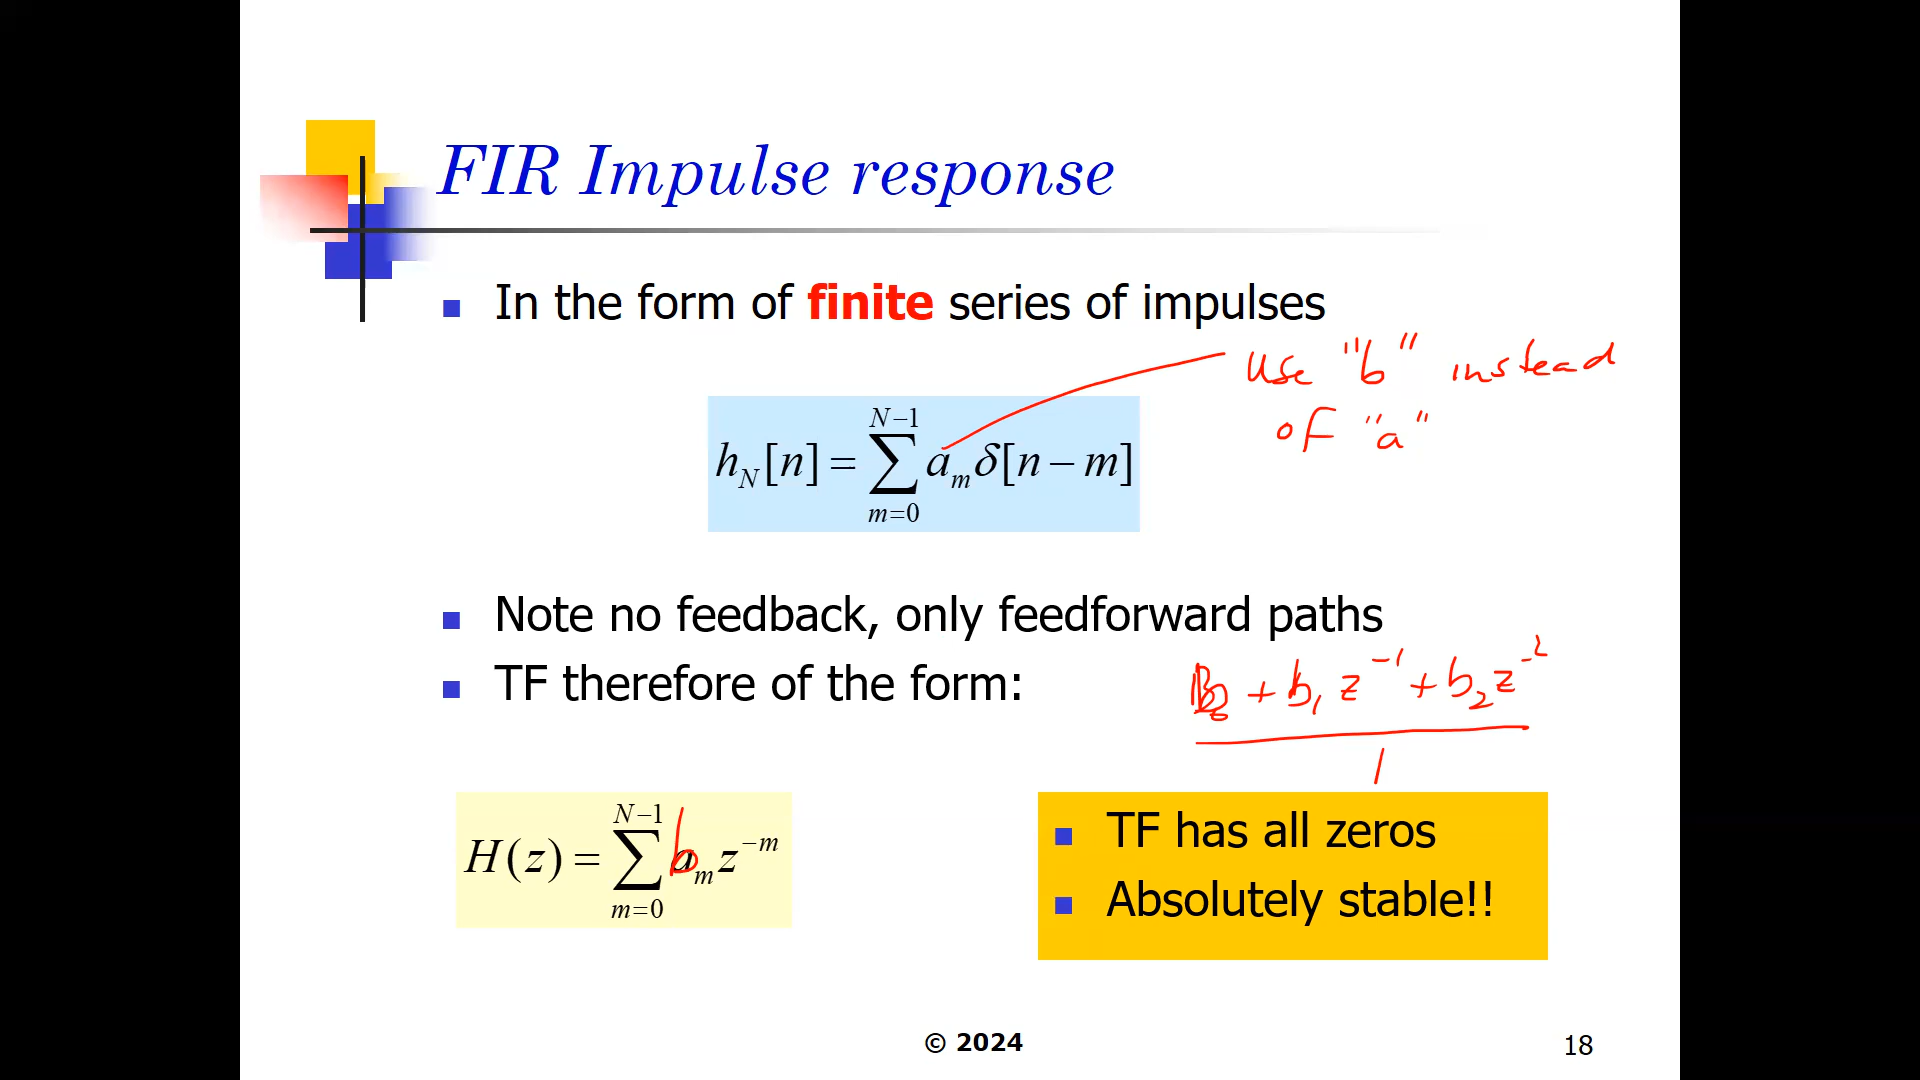 FIR Impulse response
In the form of finite series of impulses
use "b" instead
of "a"
h_N[n] = \sum_{m=0}^{N-1} a_m δ[n − m]
Note no feedback, only feedforward paths
TF therefore of the form:
b_0 + b_1 z^{-1} + b_2 z^{-2}
1
H(z) = \sum_{m=0}^{N-1} b_m z^{-m}
TF has all zeros
Absolutely stable!!
© 2024
18